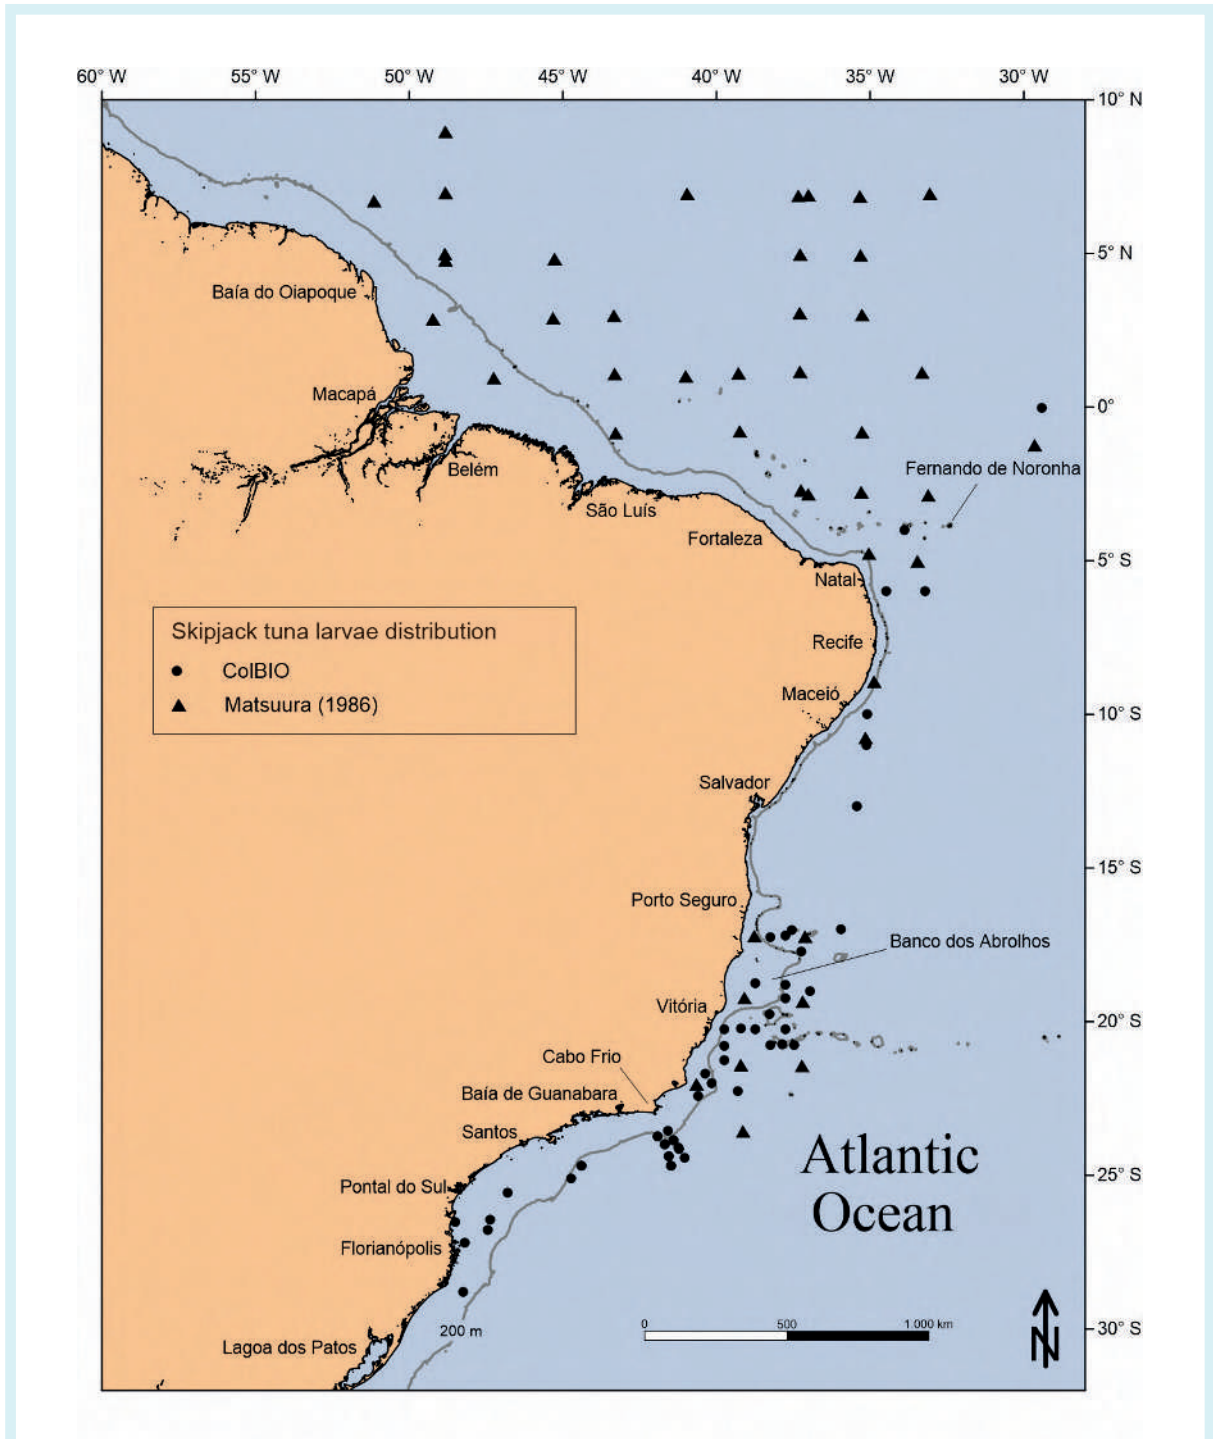 60° W 55° W 50° W 45° W 40° W 35° W 30° W
10° N
5° N
Baía do Oiapoque
Macapá
0°
Belém
Fernando de Noronha
São Luís
Fortaleza
5° S
Natal
Skipjack tuna larvae distribution
ColBIO
Matsuura (1986)
Recife
Maceió
10° S
Salvador
15° S
Porto Seguro
Banco dos Abrolhos
Vitória
20° S
Cabo Frio
Baía de Guanabara
Santos
Atlantic
Ocean
25° S
Pontal do Sul
Florianópolis
200 m
0 500 1.000 km
30° S
N
Lagoa dos Patos